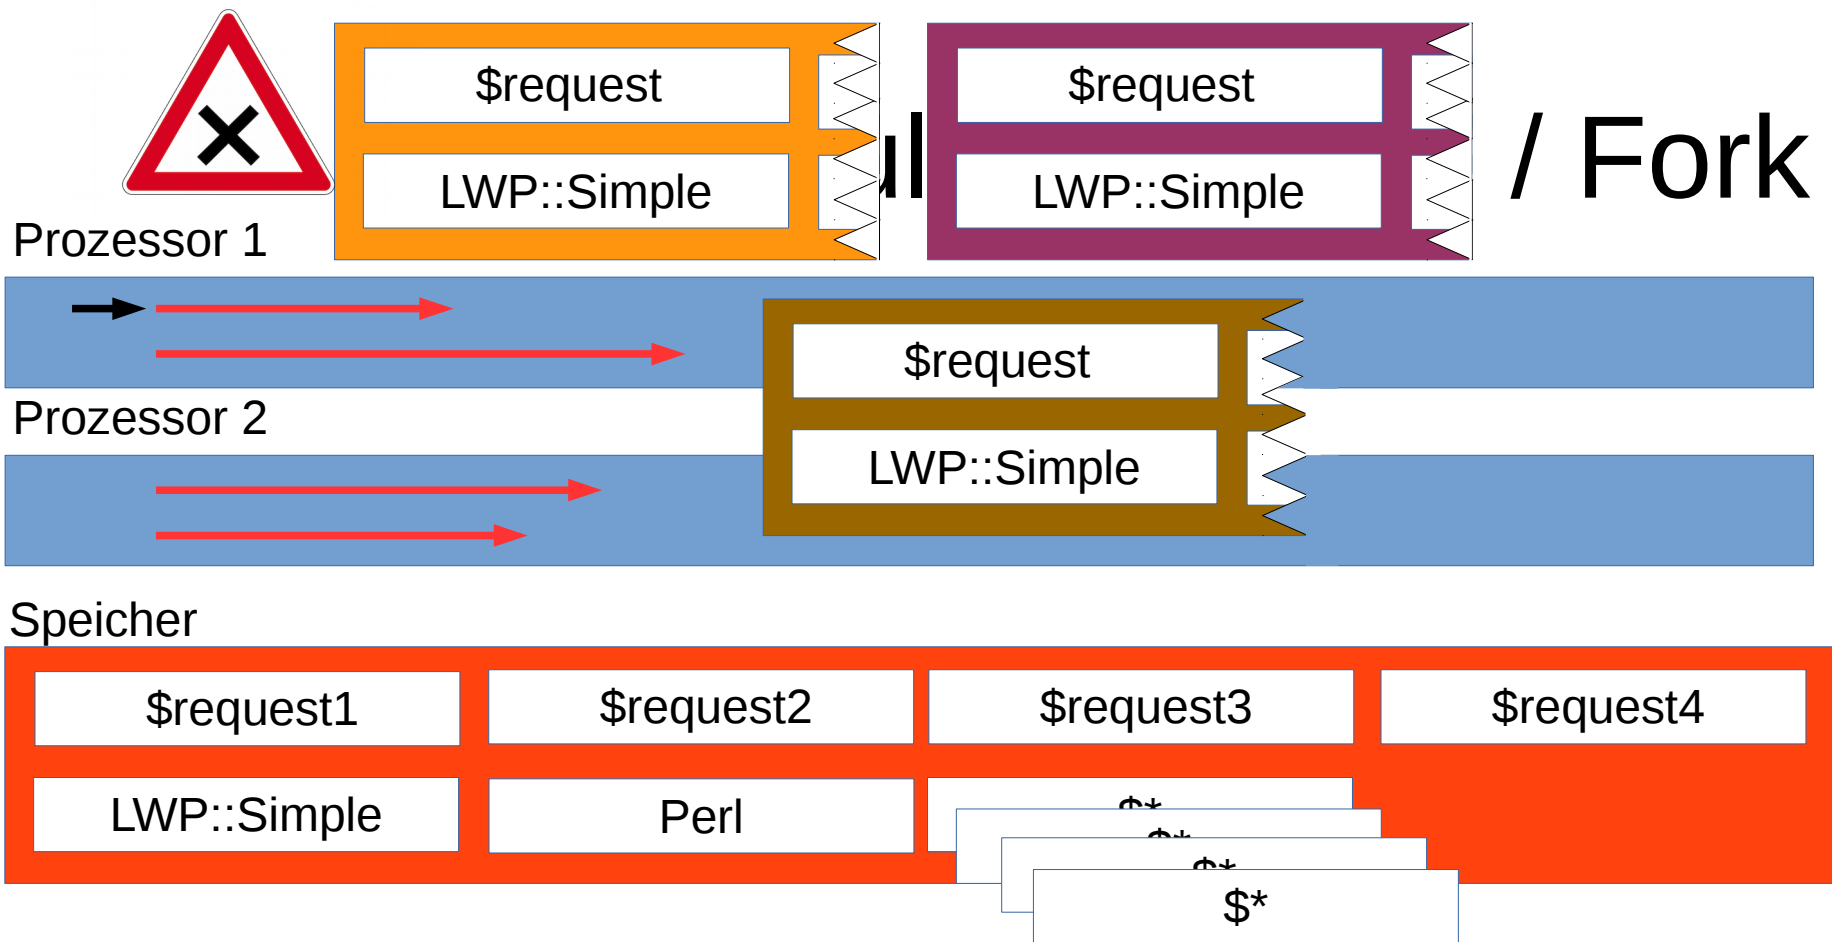 $request
$request
/ Fork
LWP::Simple
LWP::Simple
Prozessor 1
$request
Prozessor 2
LWP::Simple
Speicher
$request1
$request2
$request3
$request4
LWP::Simple
Perl
$*
$*
$*
$*